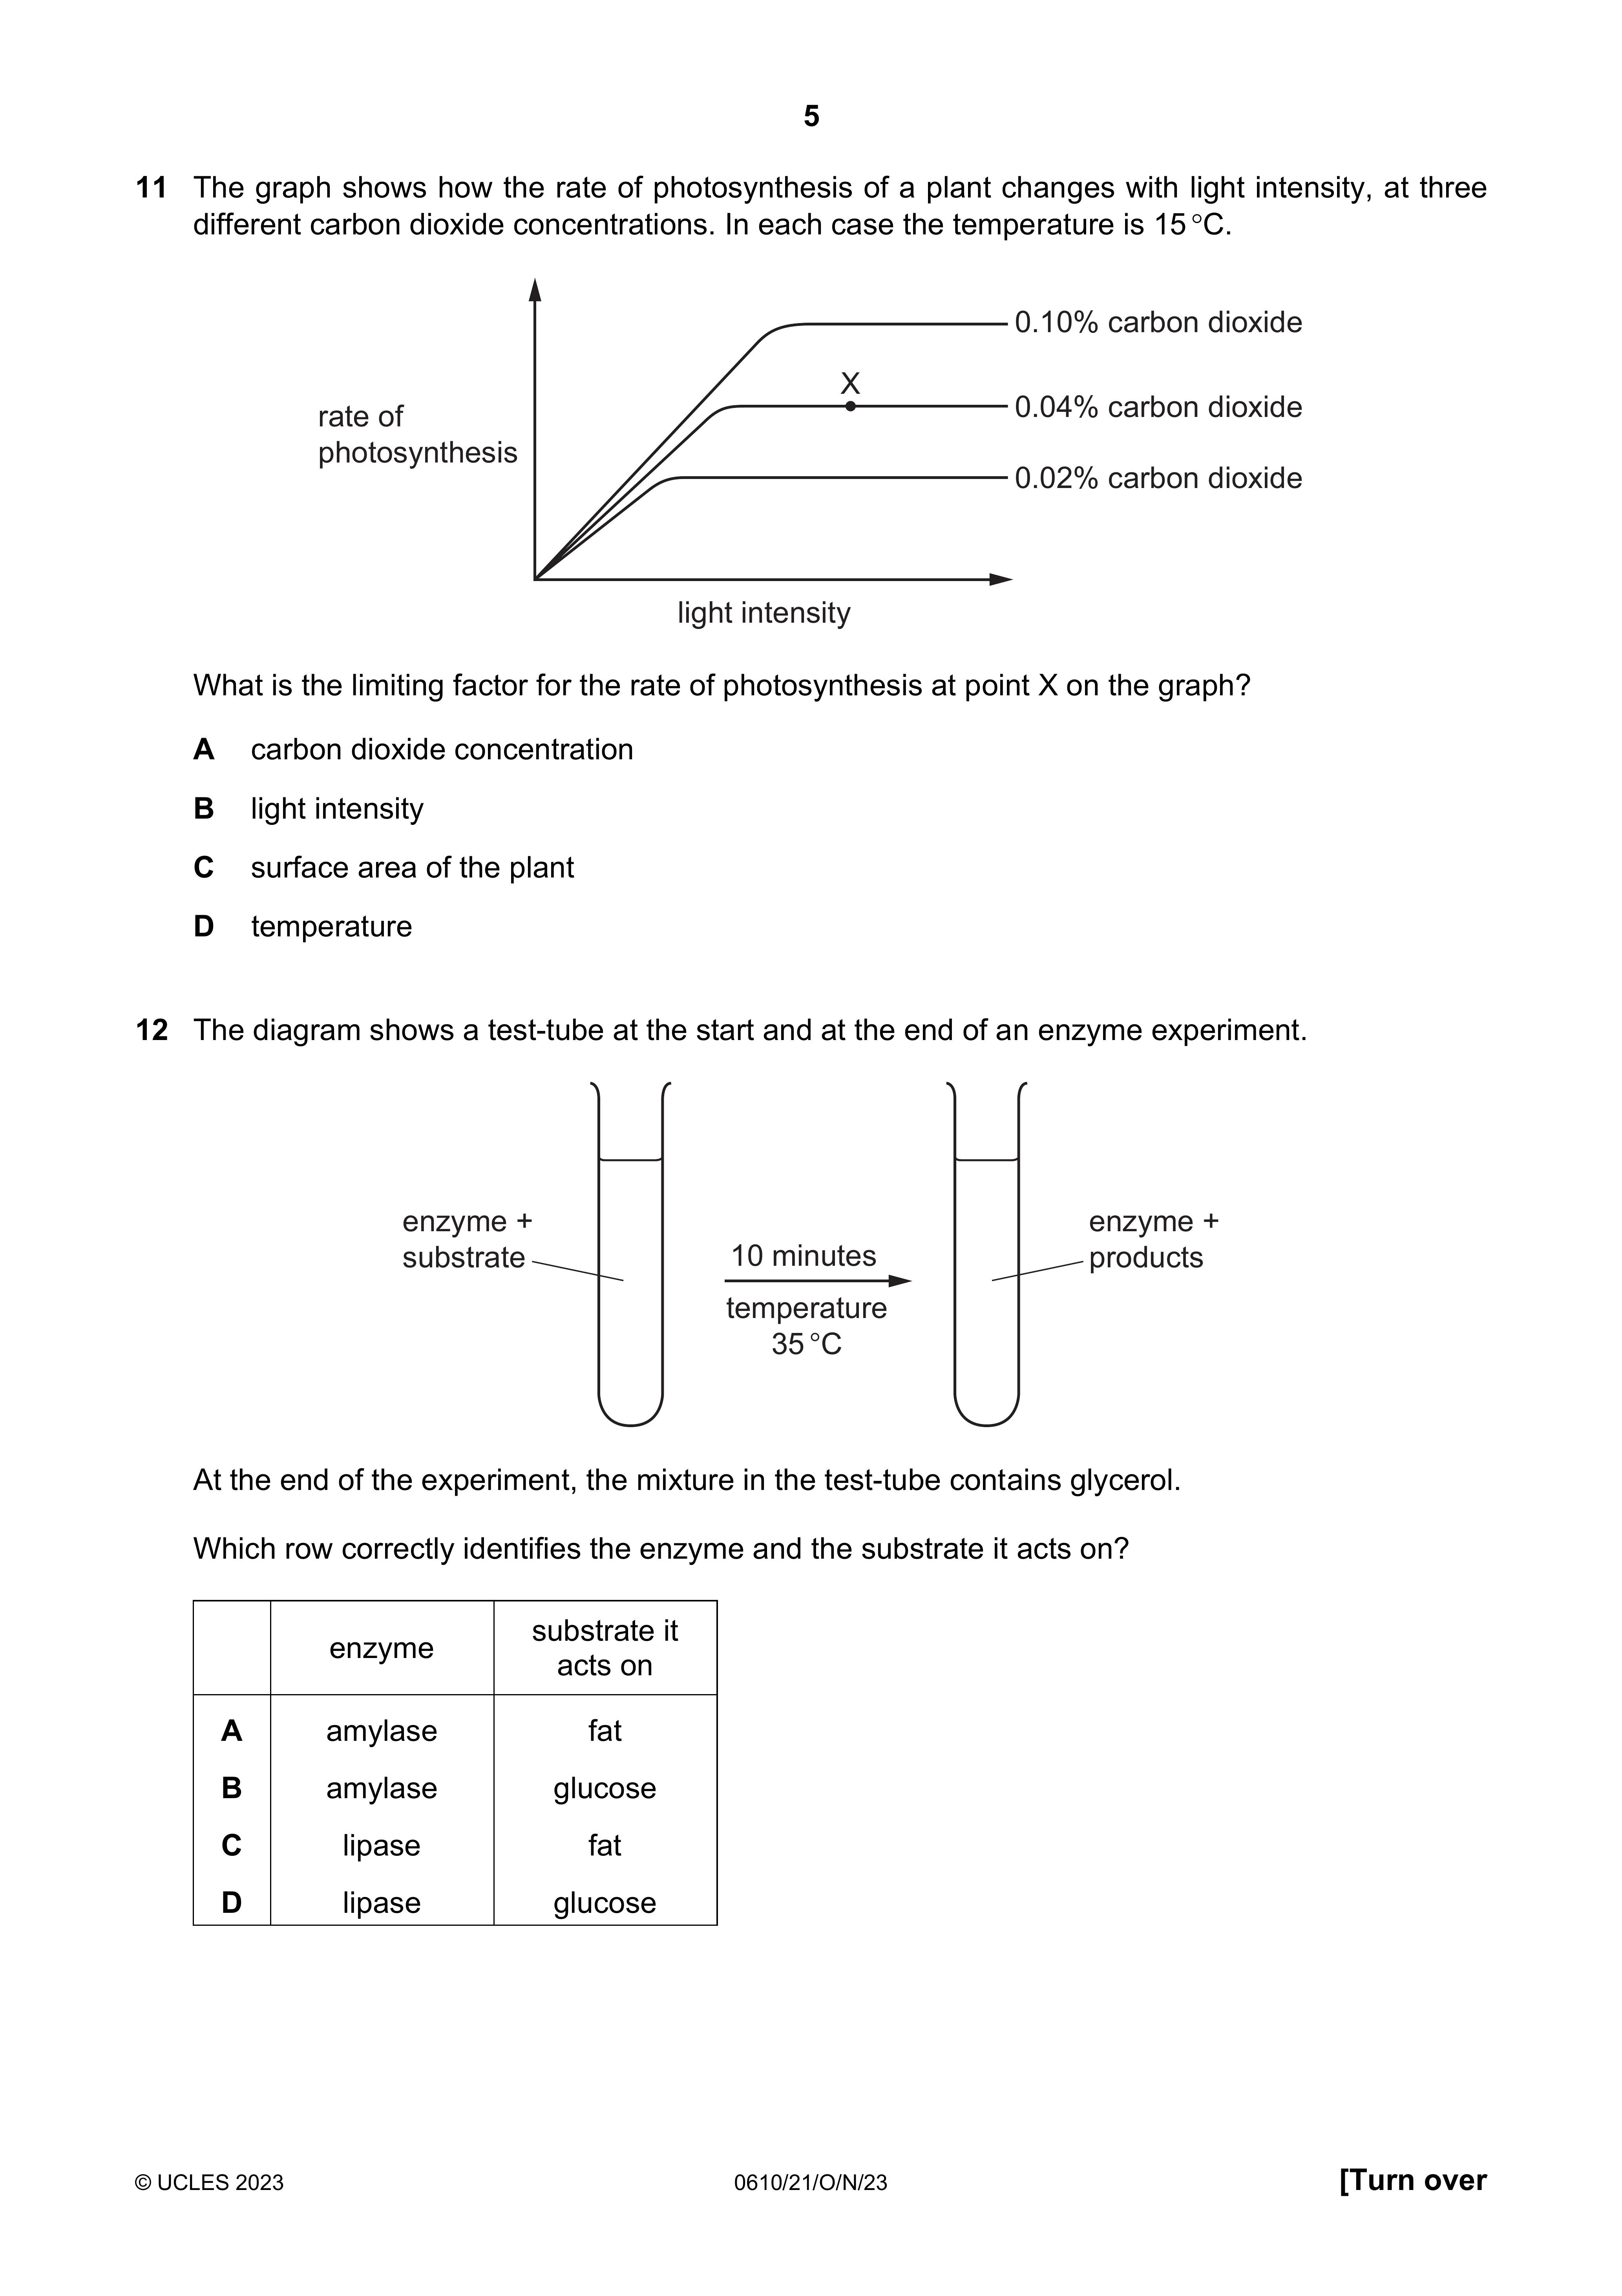 5
11 The graph shows how the rate of photosynthesis of a plant changes with light intensity, at three
different carbon dioxide concentrations. In each case the temperature is 15 °C.
0.10% carbon dioxide
X
rate of
photosynthesis
0.04% carbon dioxide
0.02% carbon dioxide
light intensity
What is the limiting factor for the rate of photosynthesis at point X on the graph?
A carbon dioxide concentration
B light intensity
C surface area of the plant
D temperature
12 The diagram shows a test-tube at the start and at the end of an enzyme experiment.
enzyme +
substrate
10 minutes
temperature
35 °C
enzyme +
products
At the end of the experiment, the mixture in the test-tube contains glycerol.
Which row correctly identifies the enzyme and the substrate it acts on?
enzyme
substrate it
acts on
A amylase fat
B amylase glucose
C lipase fat
D lipase glucose
© UCLES 2023 0610/21/O/N/23 [Turn over